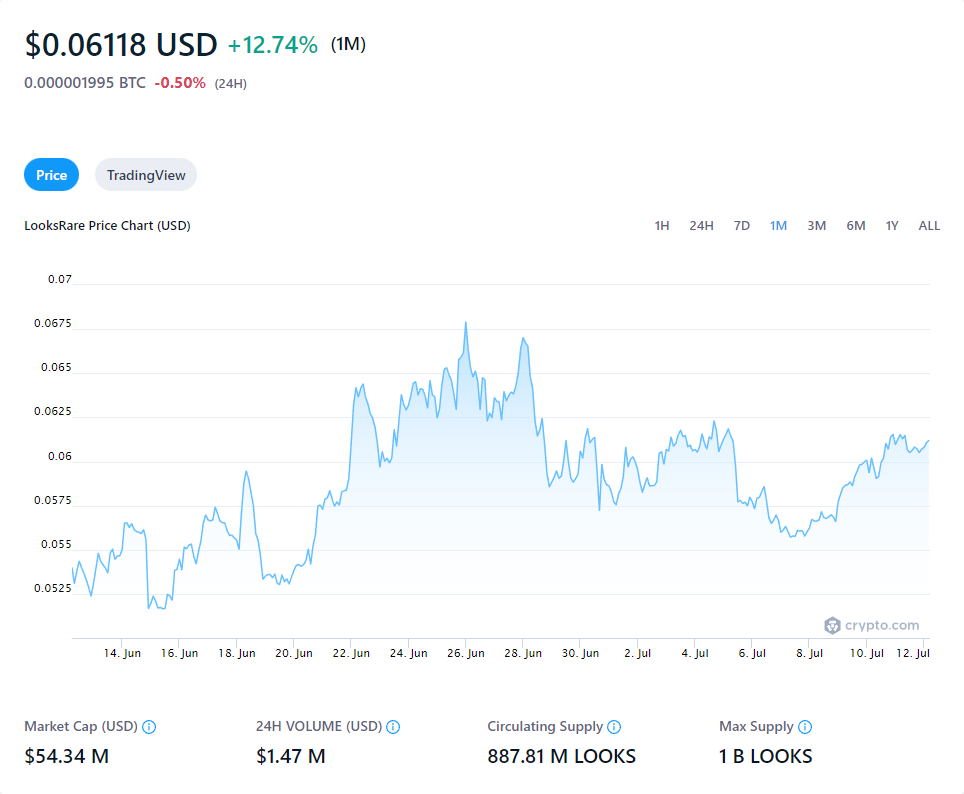 $0.06118 USD +12.74% (1M)
0.000001995 BTC -0.50% (24H)
Price TradingView
LooksRare Price Chart (USD) 1H 24H 7D 1M 3M 6M 1Y ALL
0.07
0.0675
0.065
0.0625
0.06
0.0575
0.055
0.0525
crypto.com
14. Jun 16. Jun 18. Jun 20. Jun 22. Jun 24. Jun 26. Jun 28. Jun 30. Jun 2. Jul 4. Jul 6. Jul 8. Jul 10. Jul 12. Jul
Market Cap (USD) 24H VOLUME (USD) Circulating Supply Max Supply
$54.34 M $1.47 M 887.81 M LOOKS 1 B LOOKS